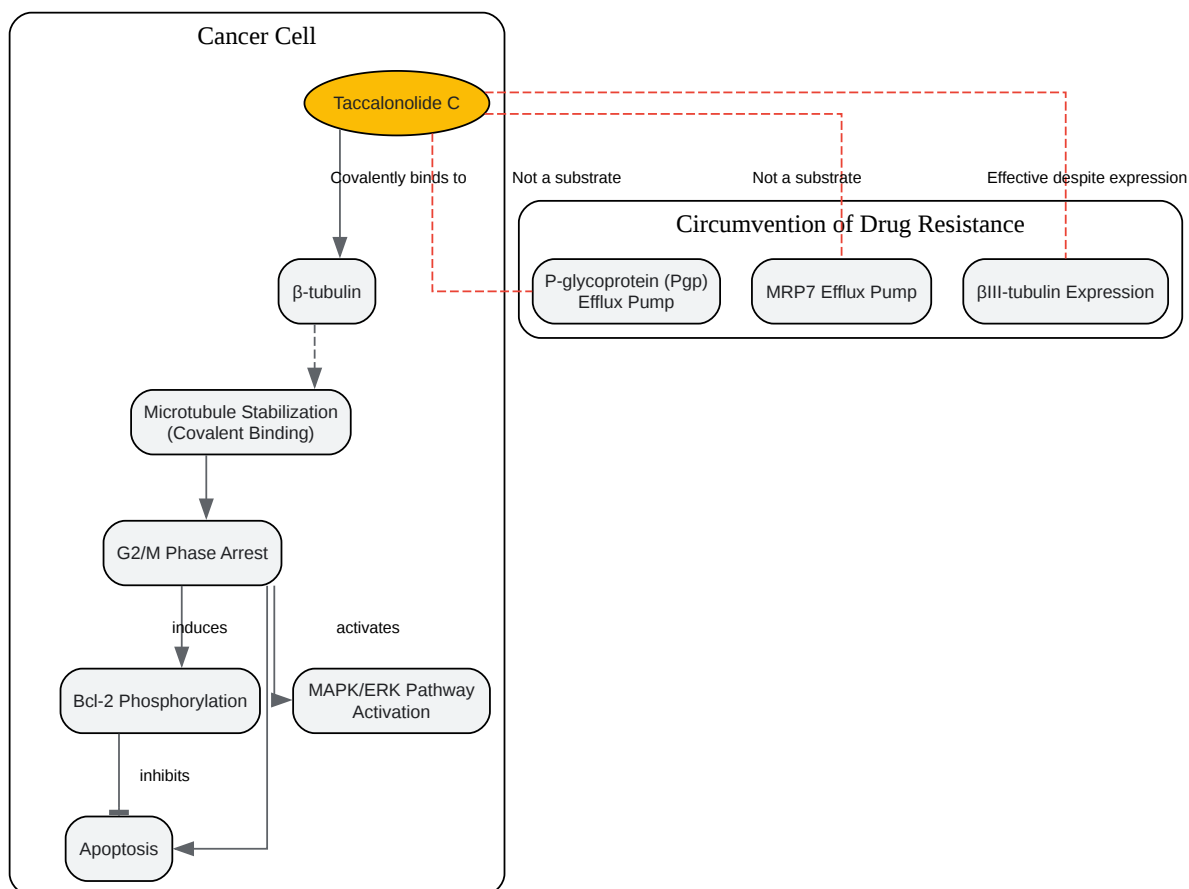 Cancer Cell
Taccalonolide C
Covalently binds to
Not a substrate
Not a substrate
Effective despite expression
Circumvention of Drug Resistance
β-tubulin
P-glycoprotein (Pgp)
Efflux Pump
MRP7 Efflux Pump
βIII-tubulin Expression
Microtubule Stabilization
(Covalent Binding)
G2/M Phase Arrest
induces
activates
Bcl-2 Phosphorylation
MAPK/ERK Pathway
Activation
inhibits
Apoptosis